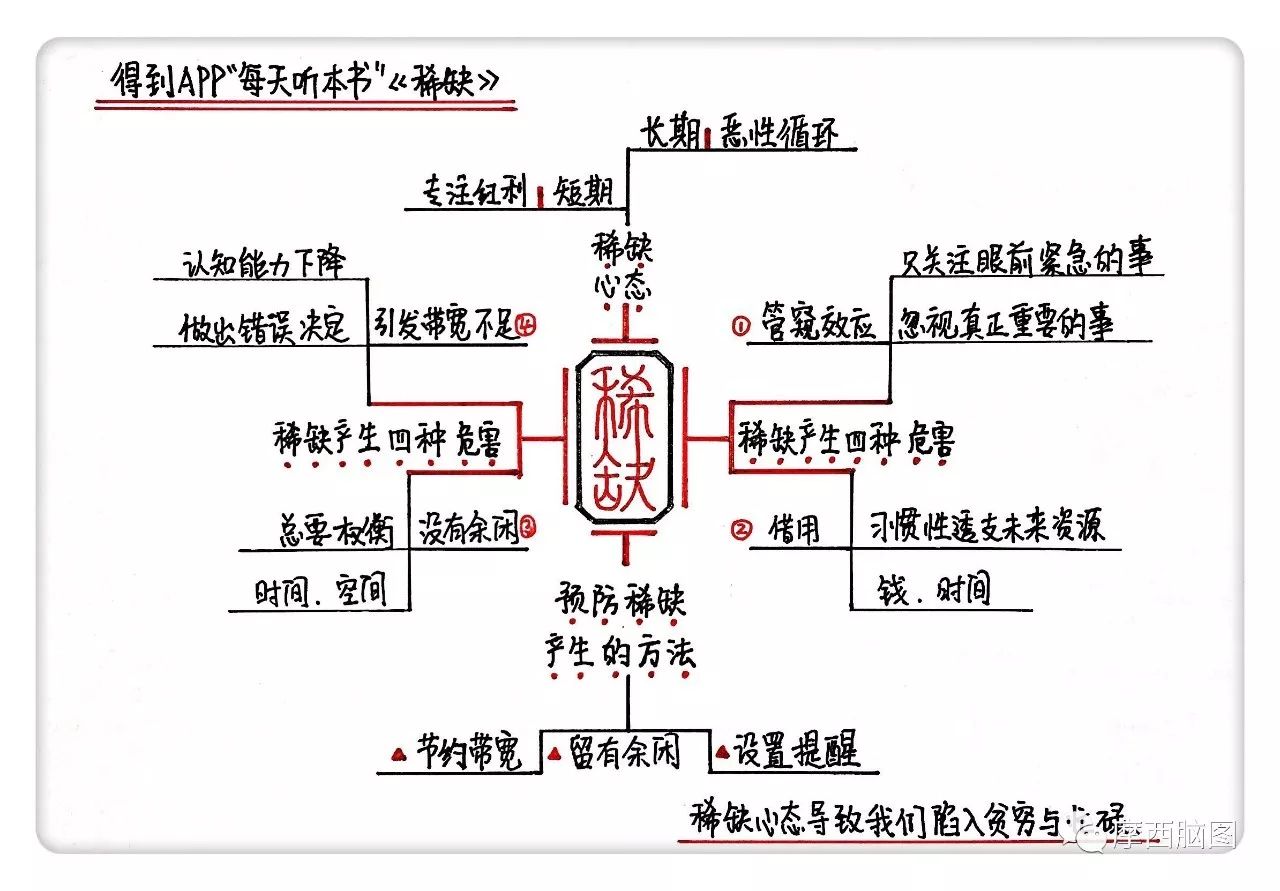 得到APP"每天听本书"《稀缺》
长期 恶性循环
专注红利 短期
稀缺
心态
认知能力下降
做出错误决定
引发带宽不足④
稀缺产生四种危害
总要权衡
没有余闲③
时间、空间
稀缺
只关注眼前紧急的事
①管窥效应
忽视真正重要的事
稀缺产生四种危害
②借用
习惯性透支未来资源
钱、时间
预防稀缺
产生的方法
节约带宽
留有余闲
设置提醒
稀缺心态导致我们陷入贫穷与忙碌
摩西脑图